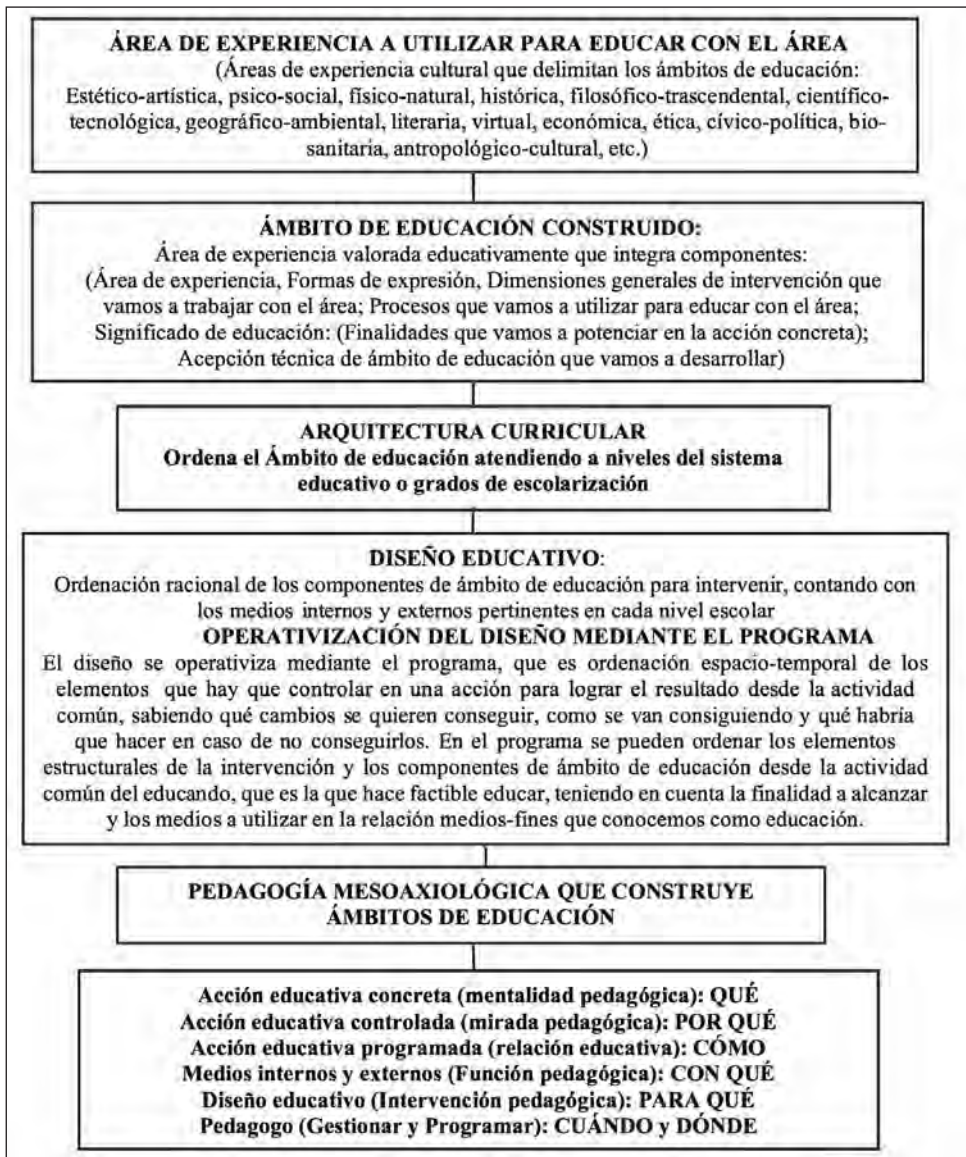 ÁREA DE EXPERIENCIA A UTILIZAR PARA EDUCAR CON EL ÁREA
(Áreas de experiencia cultural que delimitan los ámbitos de educación:
Estético-artística, psico-social, físico-natural, histórica, filosófico-trascendental, científico-
tecnológica, geográfico-ambiental, literaria, virtual, económica, ética, cívico-política, bio-
sanitaria, antropológico-cultural, etc.)
ÁMBITO DE EDUCACIÓN CONSTRUIDO:
Área de experiencia valorada educativamente que integra componentes:
(Área de experiencia, Formas de expresión, Dimensiones generales de intervención que
vamos a trabajar con el área; Procesos que vamos a utilizar para educar con el área;
Significado de educación: (Finalidades que vamos a potenciar en la acción concreta);
Acepción técnica de ámbito de educación que vamos a desarrollar)
ARQUITECTURA CURRICULAR
Ordena el Ámbito de educación atendiendo a niveles del sistema
educativo o grados de escolarización
DISEÑO EDUCATIVO:
Ordenación racional de los componentes de ámbito de educación para intervenir, contando con
los medios internos y externos pertinentes en cada nivel escolar
OPERATIVIZACIÓN DEL DISEÑO MEDIANTE EL PROGRAMA
El diseño se operativiza mediante el programa, que es ordenación espacio-temporal de los
elementos que hay que controlar en una acción para lograr el resultado desde la actividad
común, sabiendo qué cambios se quieren conseguir, como se van consiguiendo y qué habría
que hacer en caso de no conseguirlos. En el programa se pueden ordenar los elementos
estructurales de la intervención y los componentes de ámbito de educación desde la actividad
común del educando, que es la que hace factible educar, teniendo en cuenta la finalidad a alcanzar
y los medios a utilizar en la relación medios-fines que conocemos como educación.
PEDAGOGÍA MESOAXIOLÓGICA QUE CONSTRUYE
ÁMBITOS DE EDUCACIÓN
Acción educativa concreta (mentalidad pedagógica): QUÉ
Acción educativa controlada (mirada pedagógica): POR QUÉ
Acción educativa programada (relación educativa): CÓMO
Medios internos y externos (Función pedagógica): CON QUÉ
Diseño educativo (Intervención pedagógica): PARA QUÉ
Pedagogo (Gestionar y Programar): CUÁNDO y DÓNDE